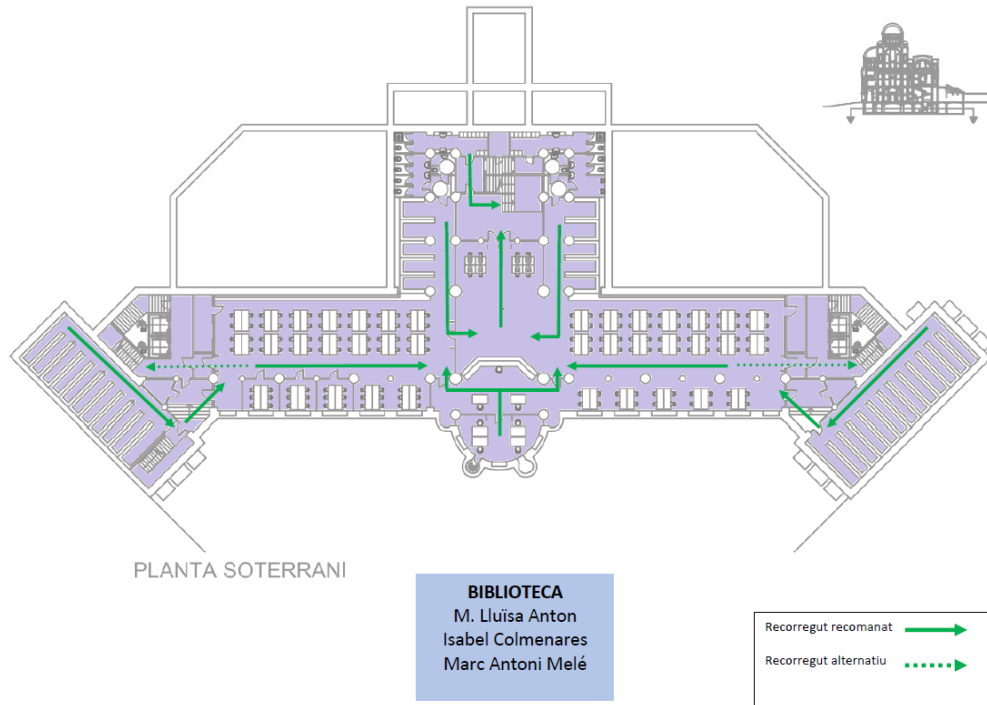 PLANTA SOTERRANI
BIBLIOTECA
M. Lluïsa Anton
Isabel Colmenares
Marc Antoni Melé
Recorregut recomanat
Recorregut alternatiu